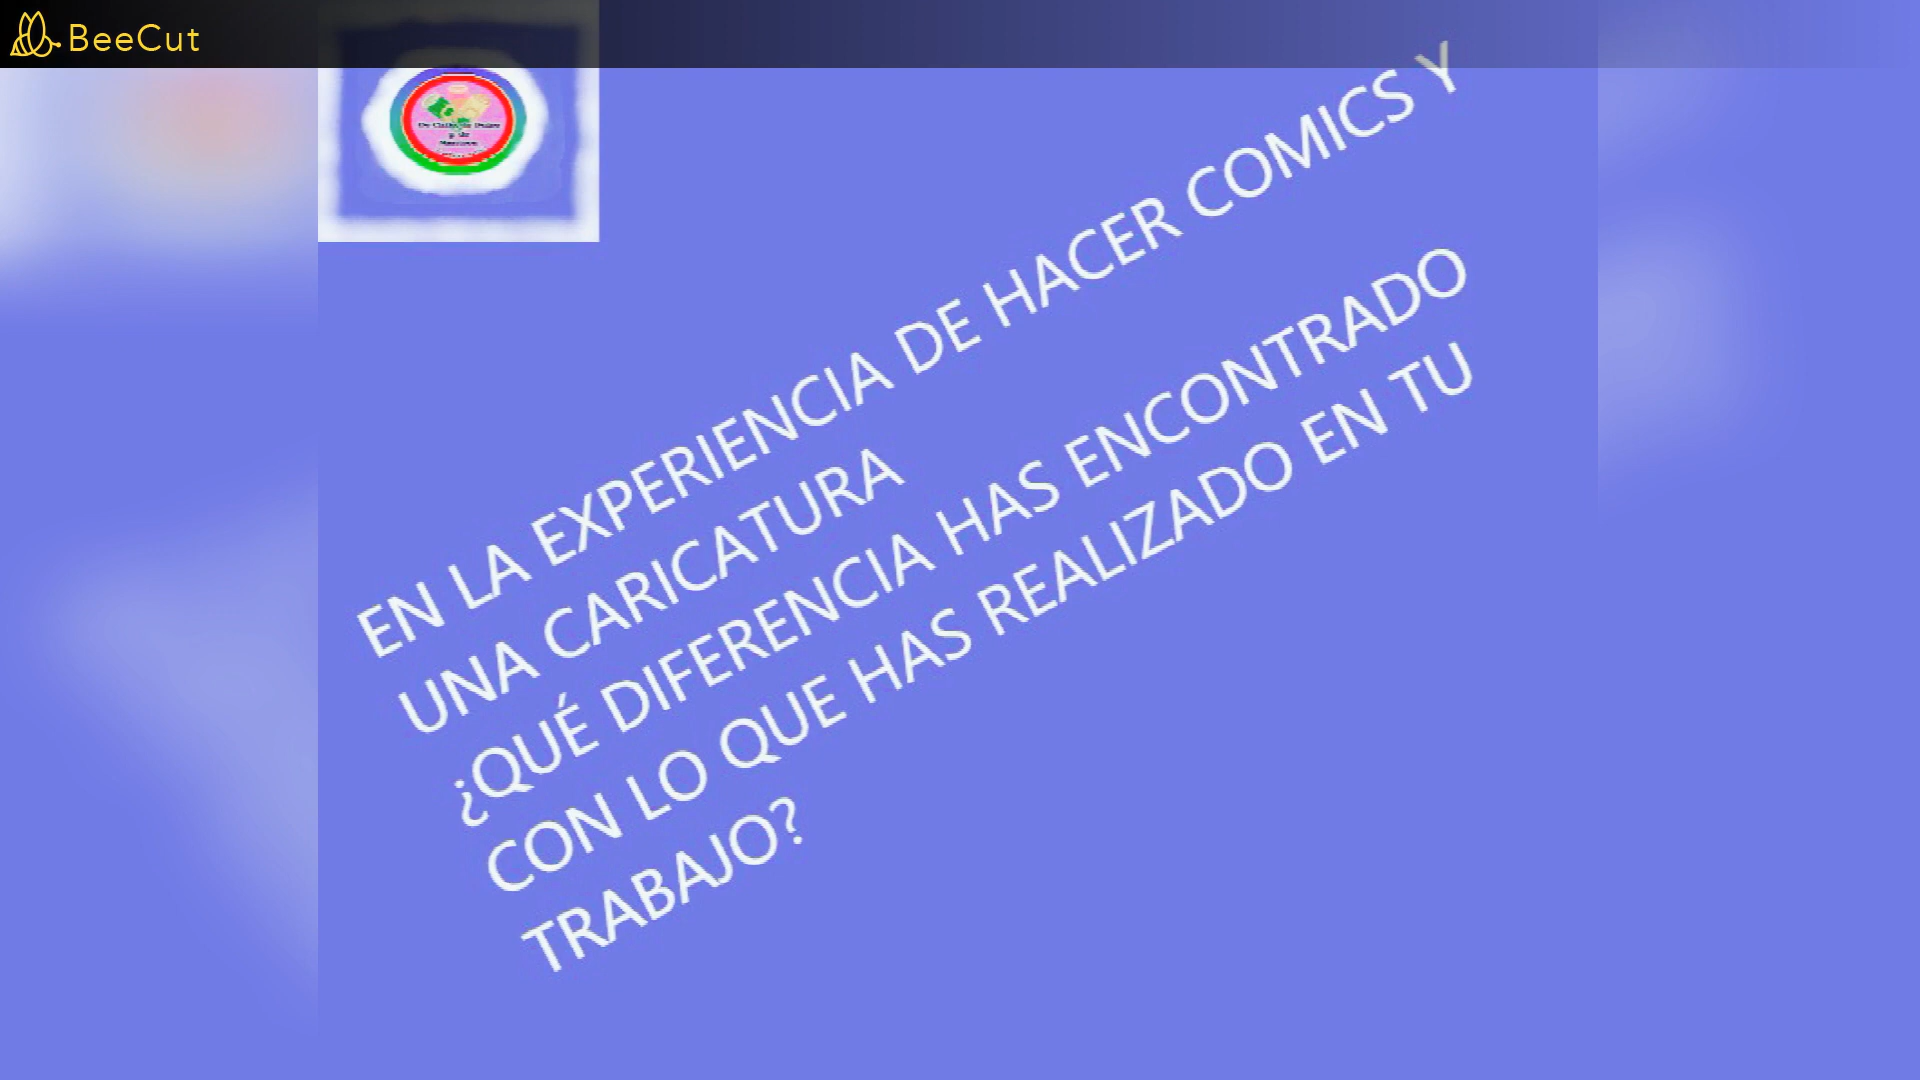 BeeCut
EN LA EXPERIENCIA DE HACER COMICS Y
UNA CARICATURA
¿QUÉ DIFERENCIA HAS ENCONTRADO
CON LO QUE HAS REALIZADO EN TU
TRABAJO?